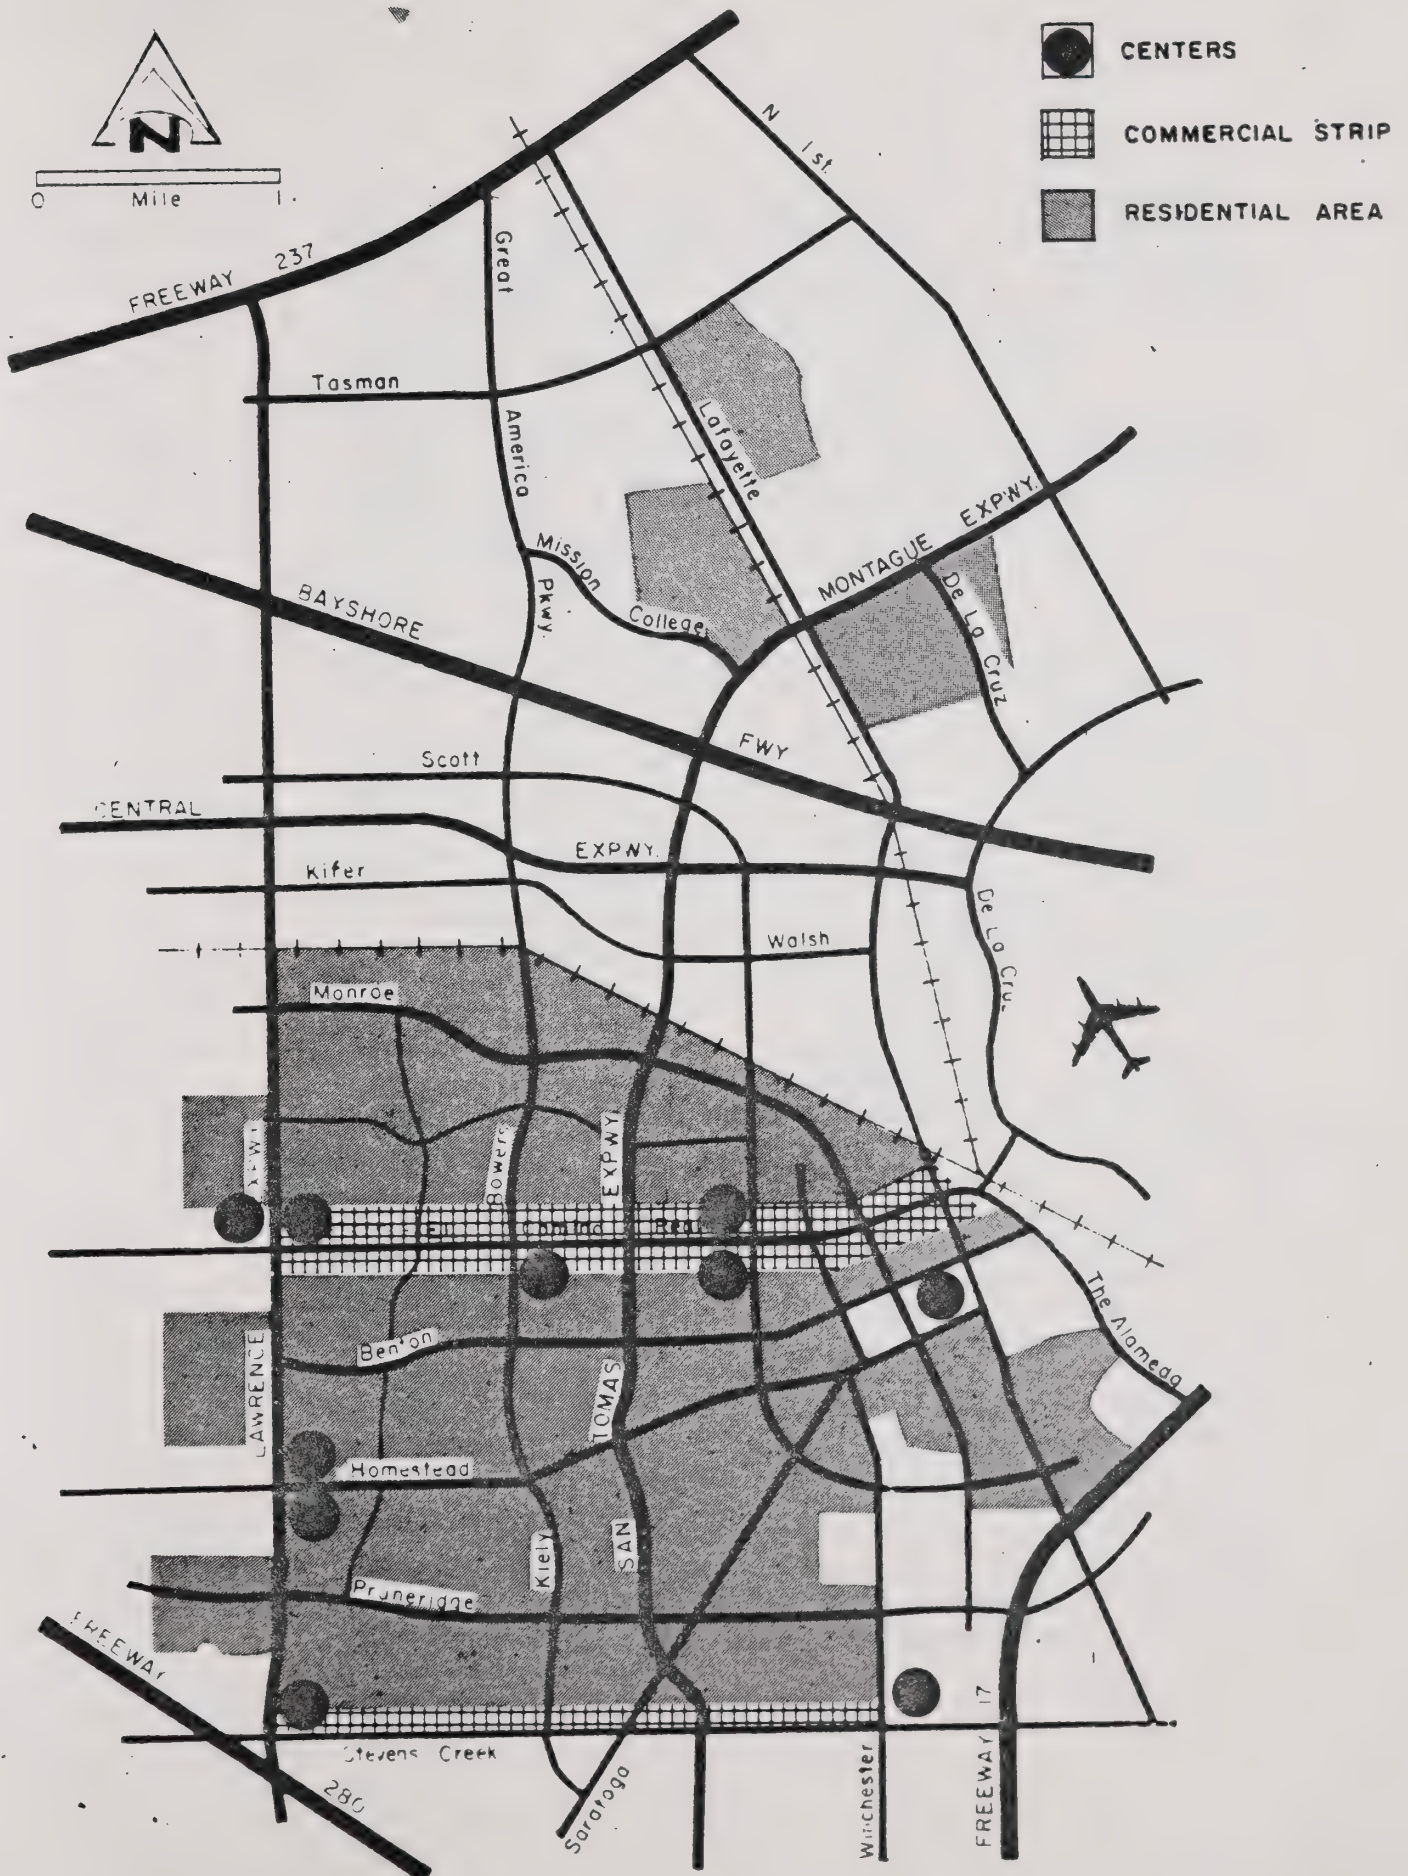 CENTERS
COMMERCIAL STRIP
RESIDENTIAL AREA
N
0 Mile 1
N 1st.
FREEWAY 237
Great
America
Pkwy.
Tasman
Lafayette
Mission
College
MONTAGUE EXPWY.
De La Cruz
BAYSHORE
FWY
Scott
CENTRAL
EXPWY.
Kifer
Walsh
De La Cruz
Monroe
Bowers
EXPWY.
El Camino Real
The Alameda
LAWRENCE
Benton
TOMAS
Homestead
Kiely
SAN
Pruneridge
FREEWAY
280
Stevens Creek
Saratoga
Winchester
FREEWAY 17